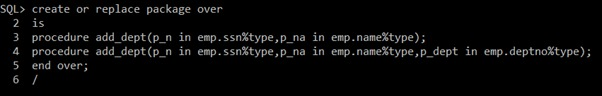 SQL> create or replace package over
2 is
3 procedure add_dept(p_n in emp.ssn%type,p_na in emp.name%type);
4 procedure add_dept(p_n in emp.ssn%type,p_na in emp.name%type,p_dept in emp.deptno%type);
5 end over;
6 /